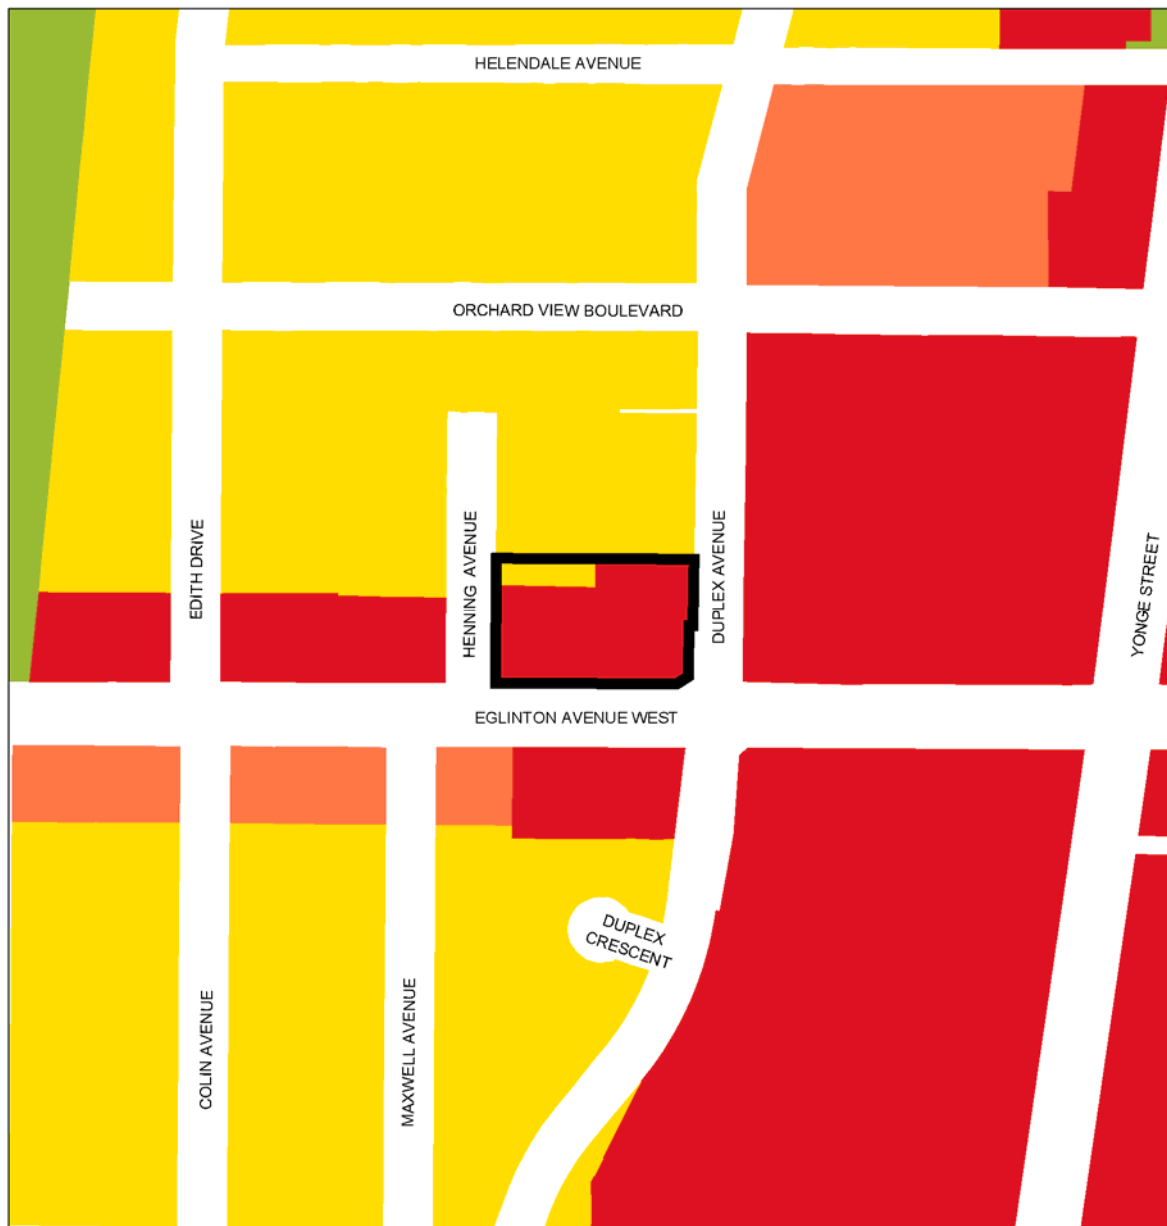 HELENDALE AVENUE
ORCHARD VIEW BOULEVARD
EDITH DRIVE
HENNING AVENUE
DUPLEX AVENUE
YONGE STREET
EGLINTON AVENUE WEST
DUPLEX
CRESCENT
COLIN AVENUE
MAXWELL AVENUE